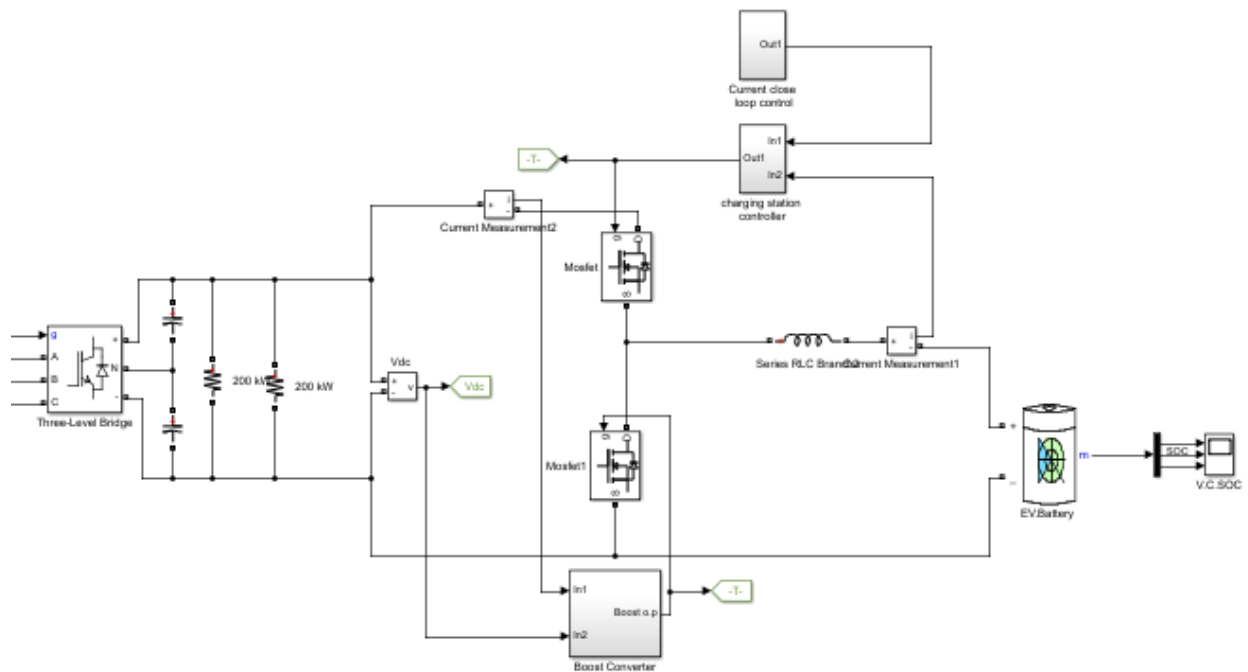 Out1
Current close
loop control
In1
Out1
In2
charging station
controller
-T-
+
i
-
Current Measurement2
g
D
Mosfet
S
g
A
B
C
+
N
-
Three-Level Bridge
200 kW
200 kW
Vdc
+
-
v
Vdc
Series RLC Branch2
+
i
-
Current Measurement1
g
D
Mosfet1
S
+
-
m
EV.Battery
SOC
V.C.SOC
In1
Boost o.p
In2
-T-
Boost Converter